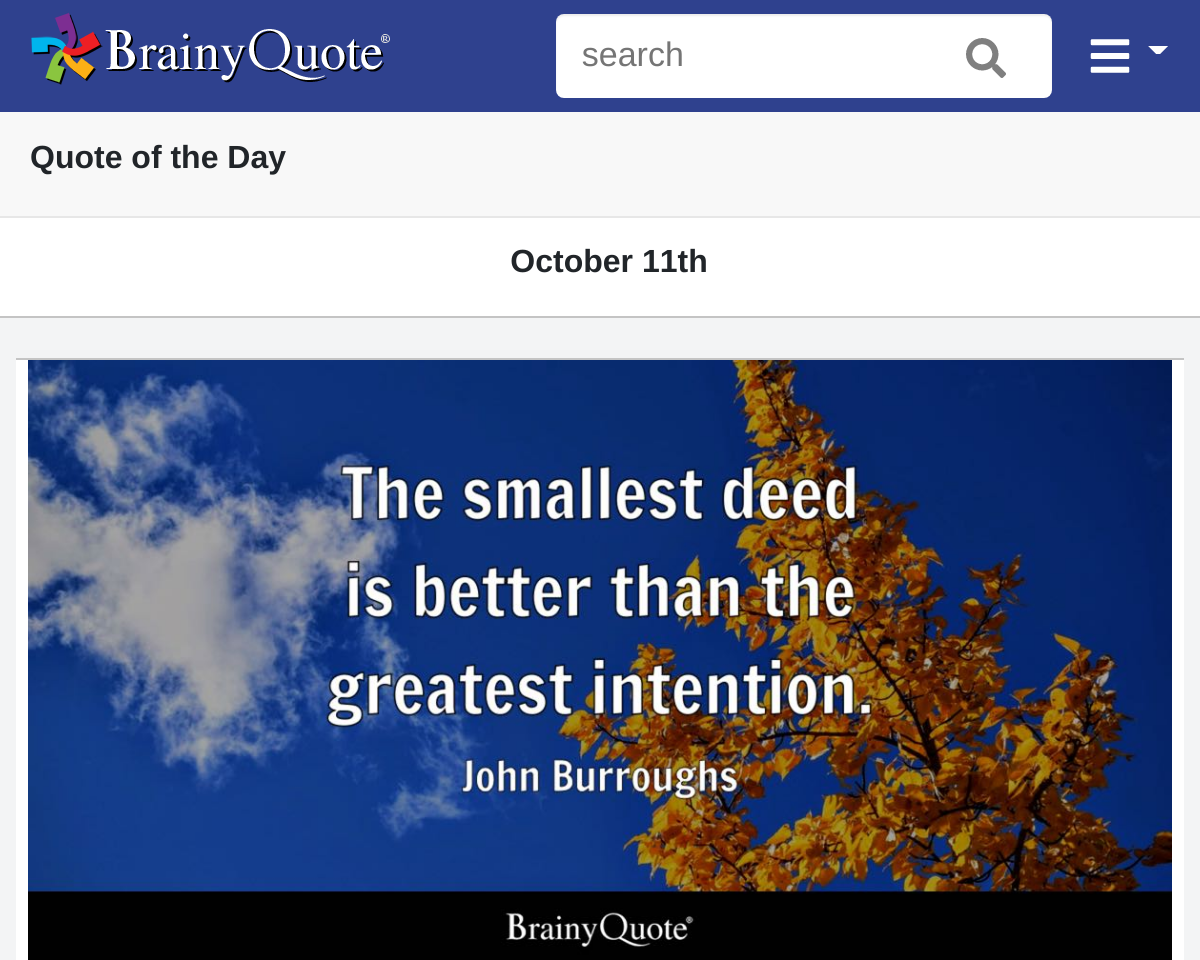 BrainyQuote®
search
Quote of the Day
October 11th
The smallest deed
is better than the
greatest intention.
John Burroughs
BrainyQuote®